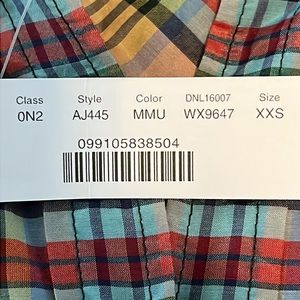 Class Style Color DNL16007 Size
0N2 AJ445 MMU WX9647 XXS
099105838504